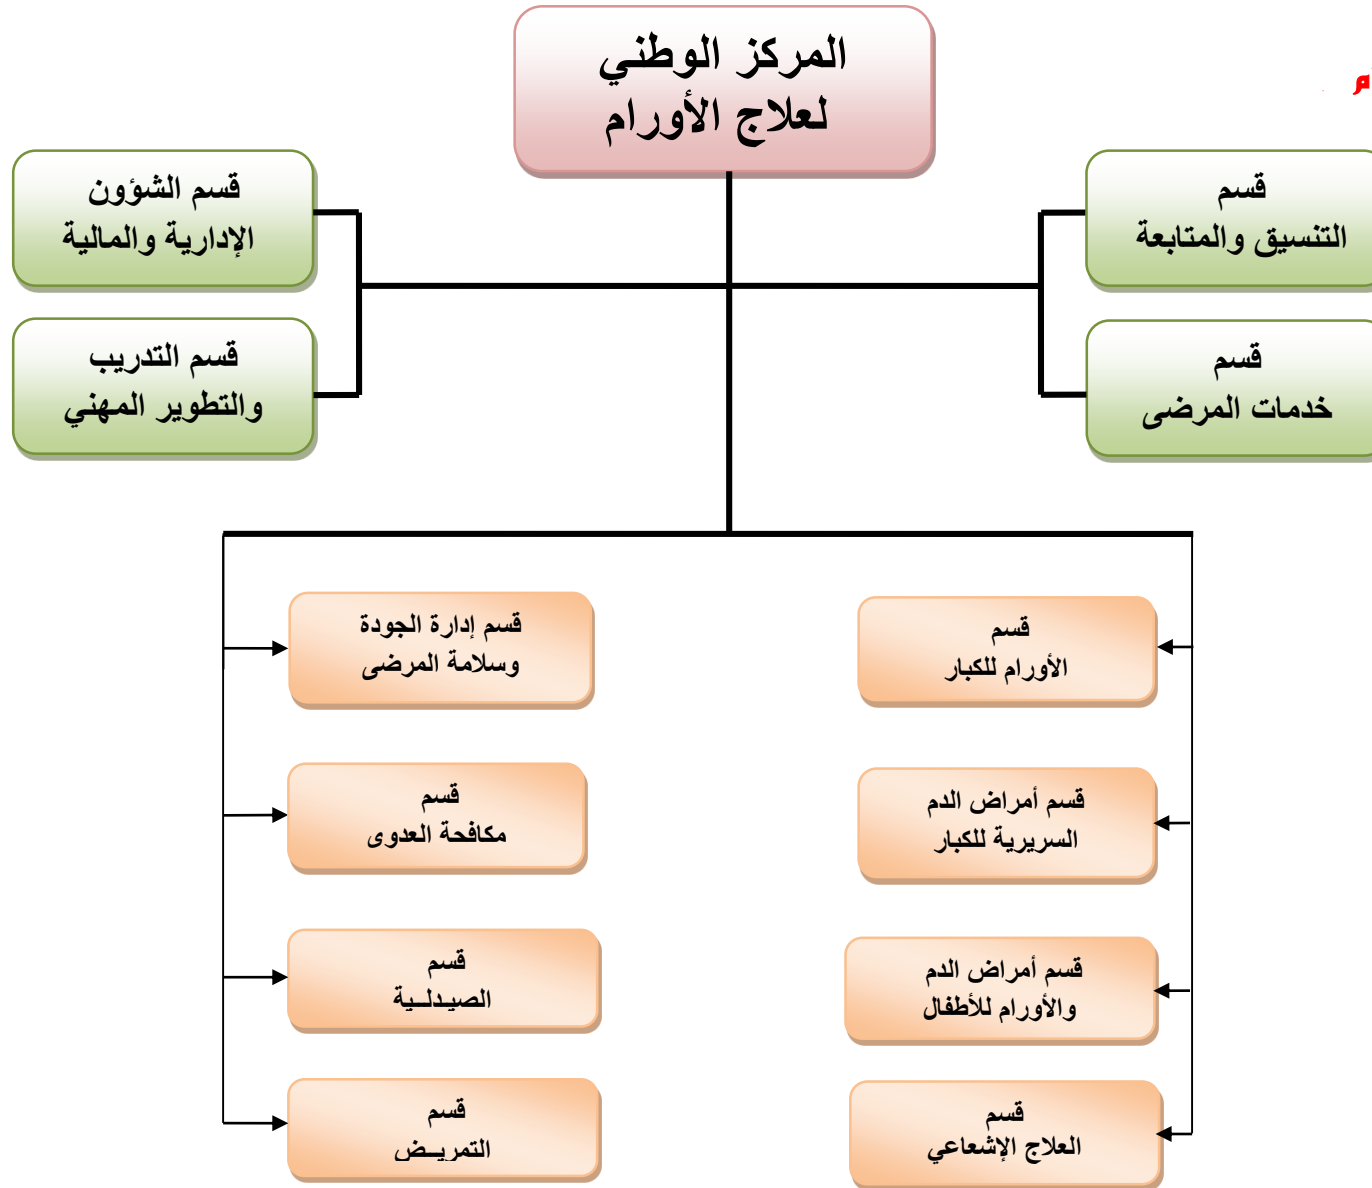 المركز الوطني
لعلاج الأورام
قسم
التنسيق والمتابعة
قسم الشؤون
الإدارية والمالية
قسم
خدمات المرضى
قسم التدريب
والتطوير المهني
قسم
الأورام للكبار
قسم إدارة الجودة
وسلامة المرضى
قسم أمراض الدم
السريرية للكبار
قسم
مكافحة العدوى
قسم أمراض الدم
والأورام للأطفال
قسم
الصيـدلــية
قسم
العلاج الإشعاعي
قسم
التمريــض